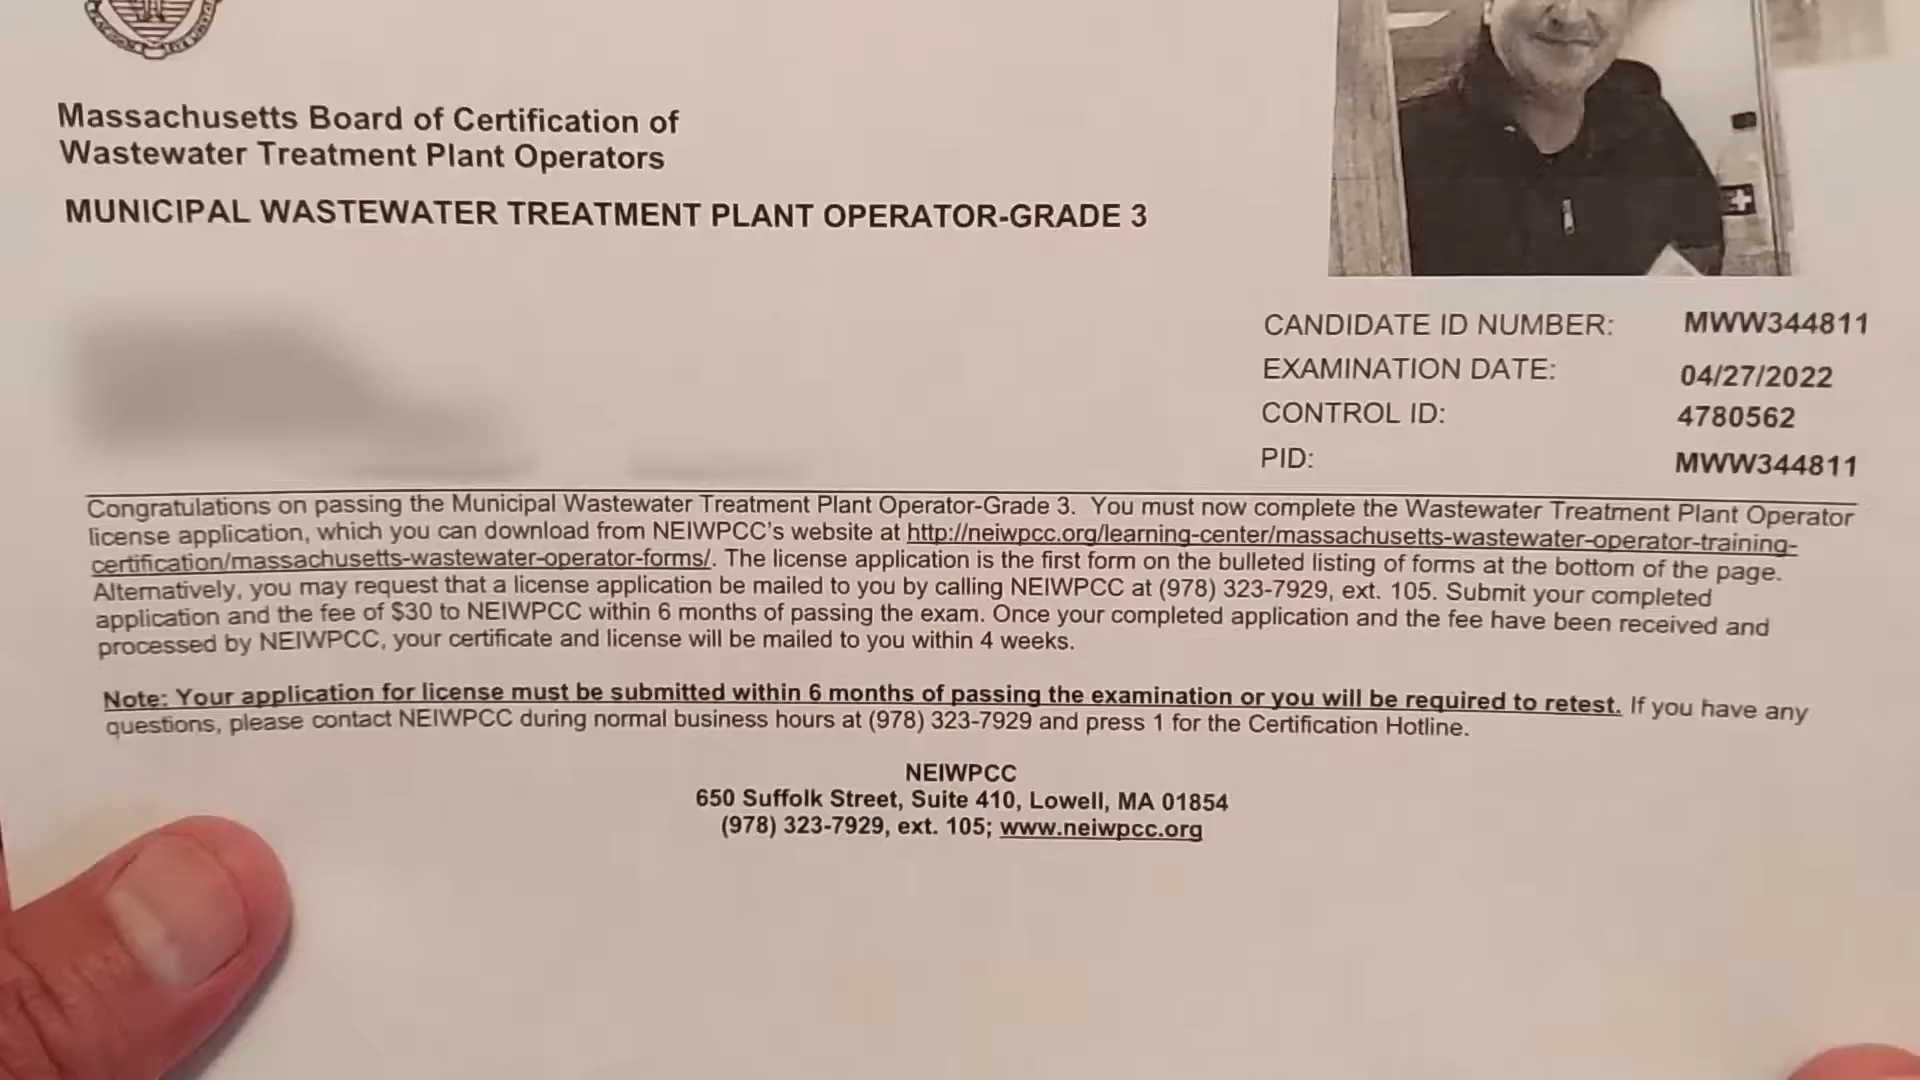 Massachusetts Board of Certification of
Wastewater Treatment Plant Operators
MUNICIPAL WASTEWATER TREATMENT PLANT OPERATOR-GRADE 3
CANDIDATE ID NUMBER: MWW344811
EXAMINATION DATE: 04/27/2022
CONTROL ID: 4780562
PID: MWW344811
Congratulations on passing the Municipal Wastewater Treatment Plant Operator-Grade 3. You must now complete the Wastewater Treatment Plant Operator
license application, which you can download from NEIWPCC's website at http://neiwpcc.org/learning-center/massachusetts-wastewater-operator-training-
certification/massachusetts-wastewater-operator-forms/. The license application is the first form on the bulleted listing of forms at the bottom of the page.
Alternatively, you may request that a license application be mailed to you by calling NEIWPCC at (978) 323-7929, ext. 105. Submit your completed
application and the fee of $30 to NEIWPCC within 6 months of passing the exam. Once your completed application and the fee have been received and
processed by NEIWPCC, your certificate and license will be mailed to you within 4 weeks.
Note: Your application for license must be submitted within 6 months of passing the examination or you will be required to retest. If you have any
questions, please contact NEIWPCC during normal business hours at (978) 323-7929 and press 1 for the Certification Hotline.
NEIWPCC
650 Suffolk Street, Suite 410, Lowell, MA 01854
(978) 323-7929, ext. 105; www.neiwpcc.org